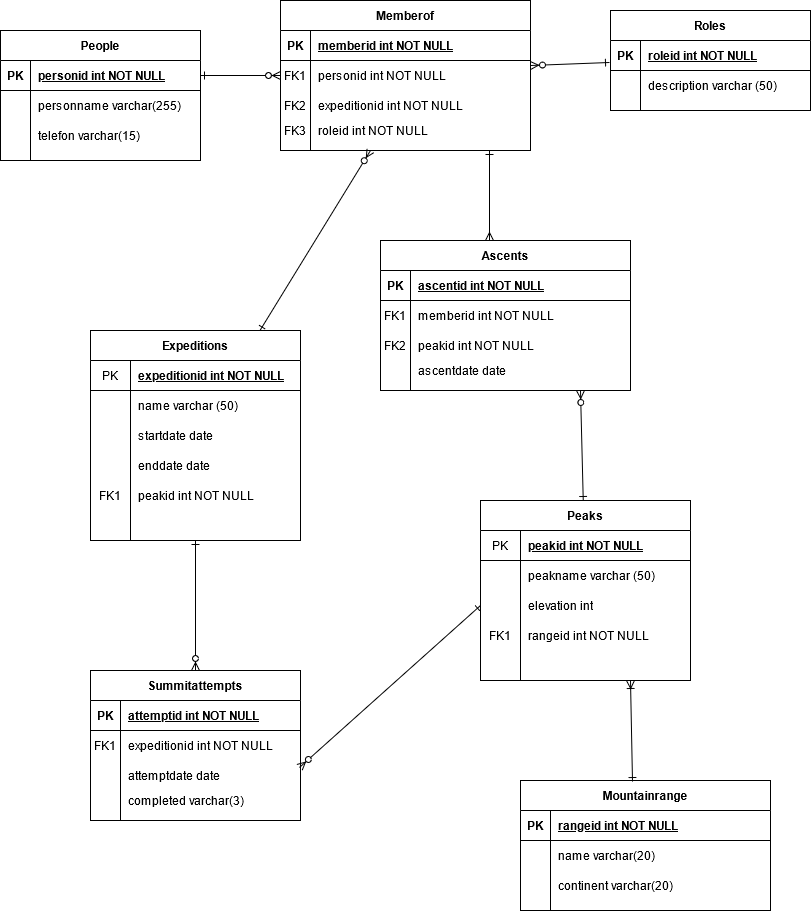 Memberof
PK memberid int NOT NULL
FK1 personid int NOT NULL
FK2 expeditionid int NOT NULL
FK3 roleid int NOT NULL
Roles
PK roleid int NOT NULL
description varchar (50)
People
PK personid int NOT NULL
personname varchar(255)
telefon varchar(15)
Ascents
PK ascentid int NOT NULL
FK1 memberid int NOT NULL
FK2 peakid int NOT NULL
ascentdate date
Expeditions
PK expeditionid int NOT NULL
name varchar (50)
startdate date
enddate date
FK1 peakid int NOT NULL
Peaks
PK peakid int NOT NULL
peakname varchar (50)
elevation int
FK1 rangeid int NOT NULL
Summitattempts
PK attemptid int NOT NULL
FK1 expeditionid int NOT NULL
attemptdate date
completed varchar(3)
Mountainrange
PK rangeid int NOT NULL
name varchar(20)
continent varchar(20)